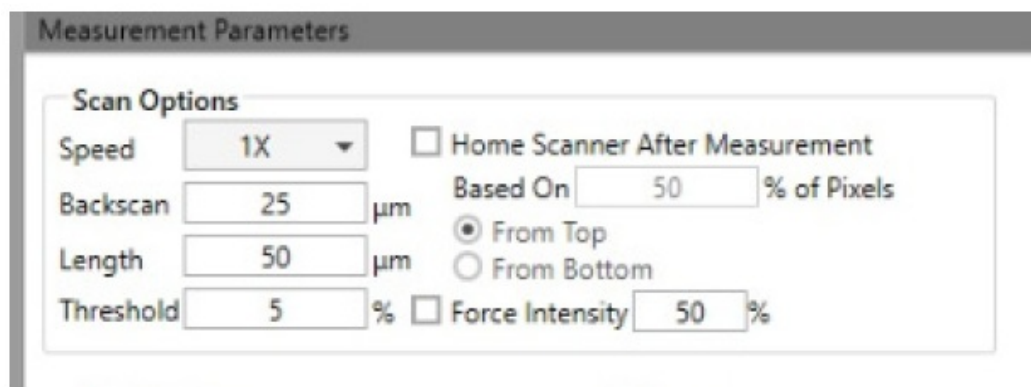 Measurement Parameters
Scan Options
Speed 1X
Home Scanner After Measurement
Backscan 25 µm
Based On 50 % of Pixels
From Top
Length 50 µm
From Bottom
Threshold 5 %
Force Intensity 50 %